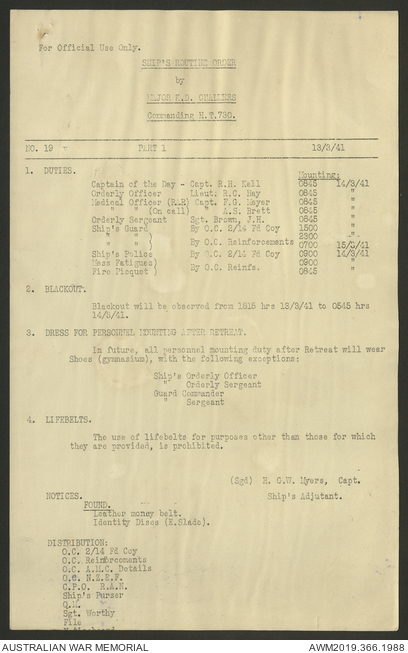 For Official Use Only.
SHIP'S ROUTINE ORDER
by
MAJOR E.D. CHALLESS
Commanding H.T.730.
NO. 19 PART 1 13/3/41
1. DUTIES.
Mounting:
Captain of the Day - Capt. R.H. Kell 0845 14/3/41
Orderly Officer Lieut. R.C. May 0845 "
Medical Officer (RAP) Capt. F.G. Mayer 0845 "
" (On call) " A.S. Brett 0845 "
Orderly Sergeant Sgt. Brown, J.H. 0845 "
Ship's Guard ) By O.C. 2/14 Fd Coy 1500 "
" " ) 2300 "
" " ) By O.C. Reinforcements 0700 15/3/41
Ship's Police By O.C. 2/14 Fd Coy 0900 14/3/41
Mess Fatigues) 0900 "
Fire Picquet ) By O.C. Reinfs. 0845 "
2. BLACKOUT.
Blackout will be observed from 1815 hrs 13/3/41 to 0545 hrs
14/3/41.
3. DRESS FOR PERSONNEL MOUNTING AFTER RETREAT.
In future, all personnel mounting duty after Retreat will wear
Shoes (gymnasium), with the following exceptions:
Ship's Orderly Officer
" Orderly Sergeant
Guard Commander
" Sergeant
4. LIFEBELTS.
The use of lifebelts for purposes other than those for which
they are provided, is prohibited.
(Sgd) H. G.W. Myers, Capt.
NOTICES. Ship's Adjutant.
FOUND.
Leather money belt.
Identity Discs (E.Slade).
DISTRIBUTION:
O.C. 2/14 Fd Coy
O.C. Reinforcements
O.C. A.M.C. Details
O.C. N.Z.E.F.
C.P.O. R.A.N.
Ship's Purser
Q.M.
Sgt. Worthy
File
AUSTRALIAN WAR MEMORIAL AWM2019.366.1988